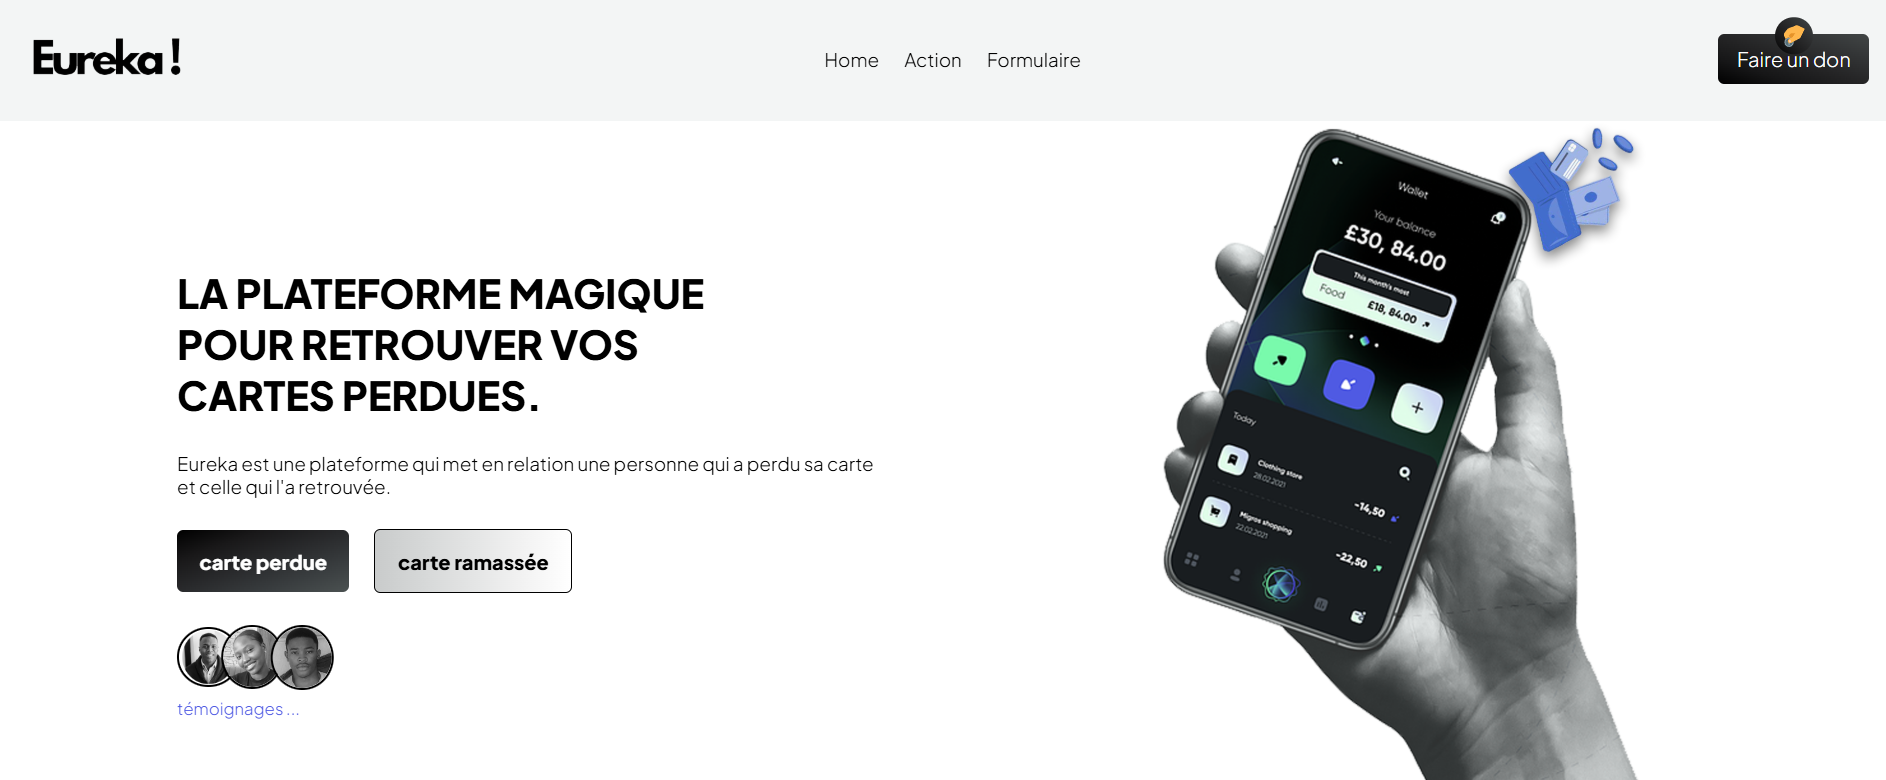 Eureka !
Home Action Formulaire
Faire un don
LA PLATEFORME MAGIQUE
POUR RETROUVER VOS
CARTES PERDUES.
Eureka est une plateforme qui met en relation une personne qui a perdu sa carte
et celle qui l'a retrouvée.
carte perdue
carte ramassée
témoignages ...
Wallet
Your balance
£30, 84.00
This month's most
Food £18, 84.00
Today
Clothing store
28.02.2021
-14,50
Migros shopping
22.02.2021
-22,50